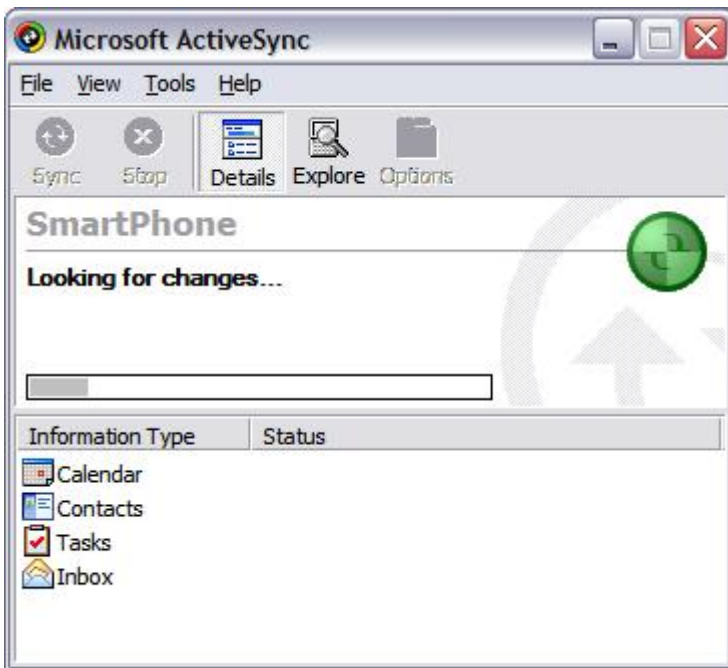 Microsoft ActiveSync
File View Tools Help
Sync Stop Details Explore Options
SmartPhone
Looking for changes...
Information Type Status
Calendar
Contacts
Tasks
Inbox